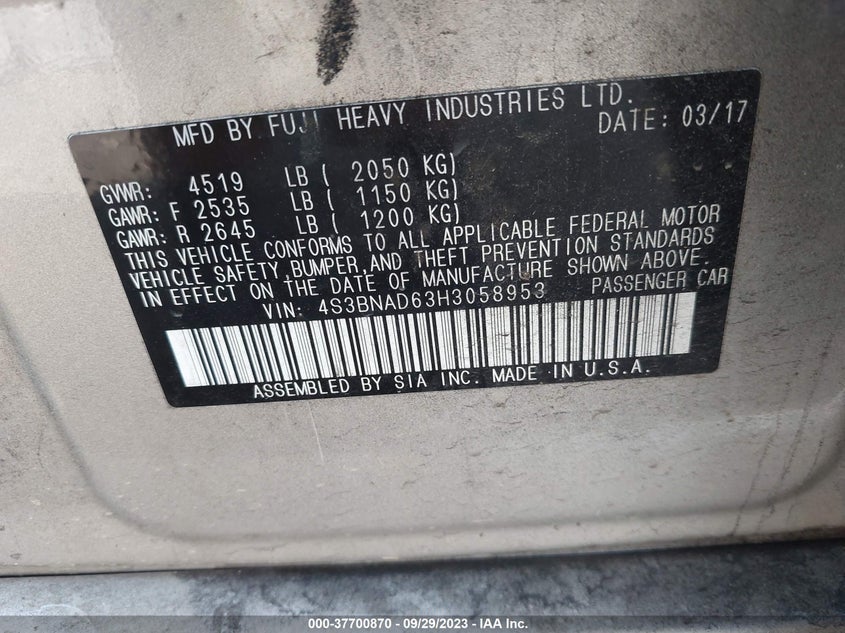 MFD BY FUJI HEAVY INDUSTRIES LTD.
DATE: 03/17
GVWR: 4519 LB ( 2050 KG)
GAWR: F 2535 LB ( 1150 KG)
GAWR: R 2645 LB ( 1200 KG)
THIS VEHICLE CONFORMS TO ALL APPLICABLE FEDERAL MOTOR
VEHICLE SAFETY,BUMPER,AND THEFT PREVENTION STANDARDS
IN EFFECT ON THE DATE OF MANUFACTURE SHOWN ABOVE.
VIN: 4S3BNAD63H3058953 PASSENGER CAR
ASSEMBLED BY SIA INC. MADE IN U.S.A.
000-37700870 - 09/29/2023 - IAA Inc.